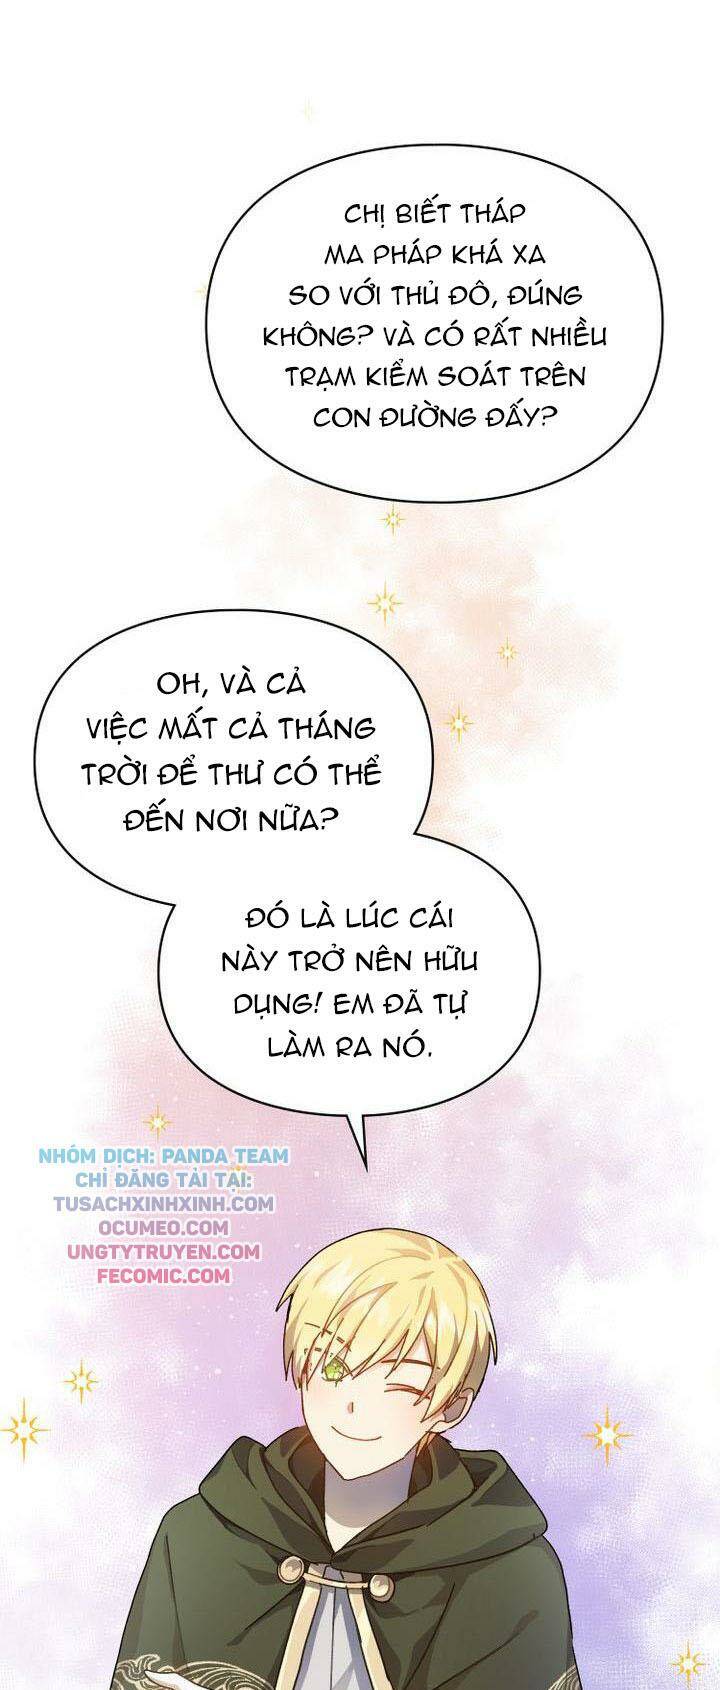 CHỊ BIẾT THÁP
MA PHÁP KHÁ XA
SO VỚI THỦ ĐÔ, ĐÚNG
KHÔNG? VÀ CÓ RẤT NHIỀU
TRẠM KIỂM SOÁT TRÊN
CON ĐƯỜNG ĐẤY?
OH, VÀ CẢ
VIỆC MẤT CẢ THÁNG
TRỜI ĐỂ THƯ CÓ THỂ
ĐẾN NƠI NỮA?
ĐÓ LÀ LÚC CÁI
NÀY TRỞ NÊN HỮU
DỤNG! EM ĐÃ TỰ
LÀM RA NÓ.
NHÓM DỊCH: PANDA TEAM
CHỈ ĐĂNG TẢI TẠI:
TUSACHXINHXINH.COM
OCUMEO.COM
UNGTYTRUYEN.COM
FECOMIC.COM